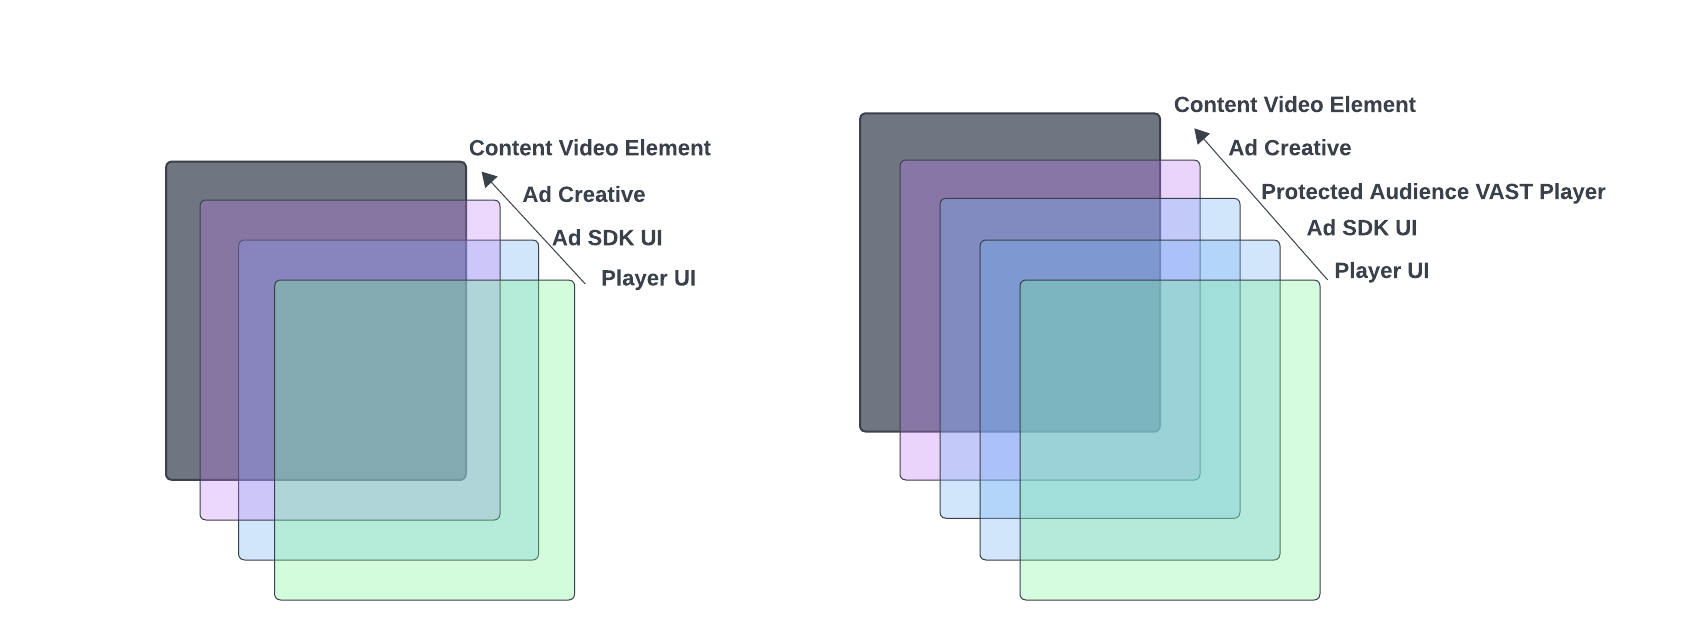 Content Video Element
Ad Creative
Ad SDK UI
Player UI
Content Video Element
Ad Creative
Protected Audience VAST Player
Ad SDK UI
Player UI